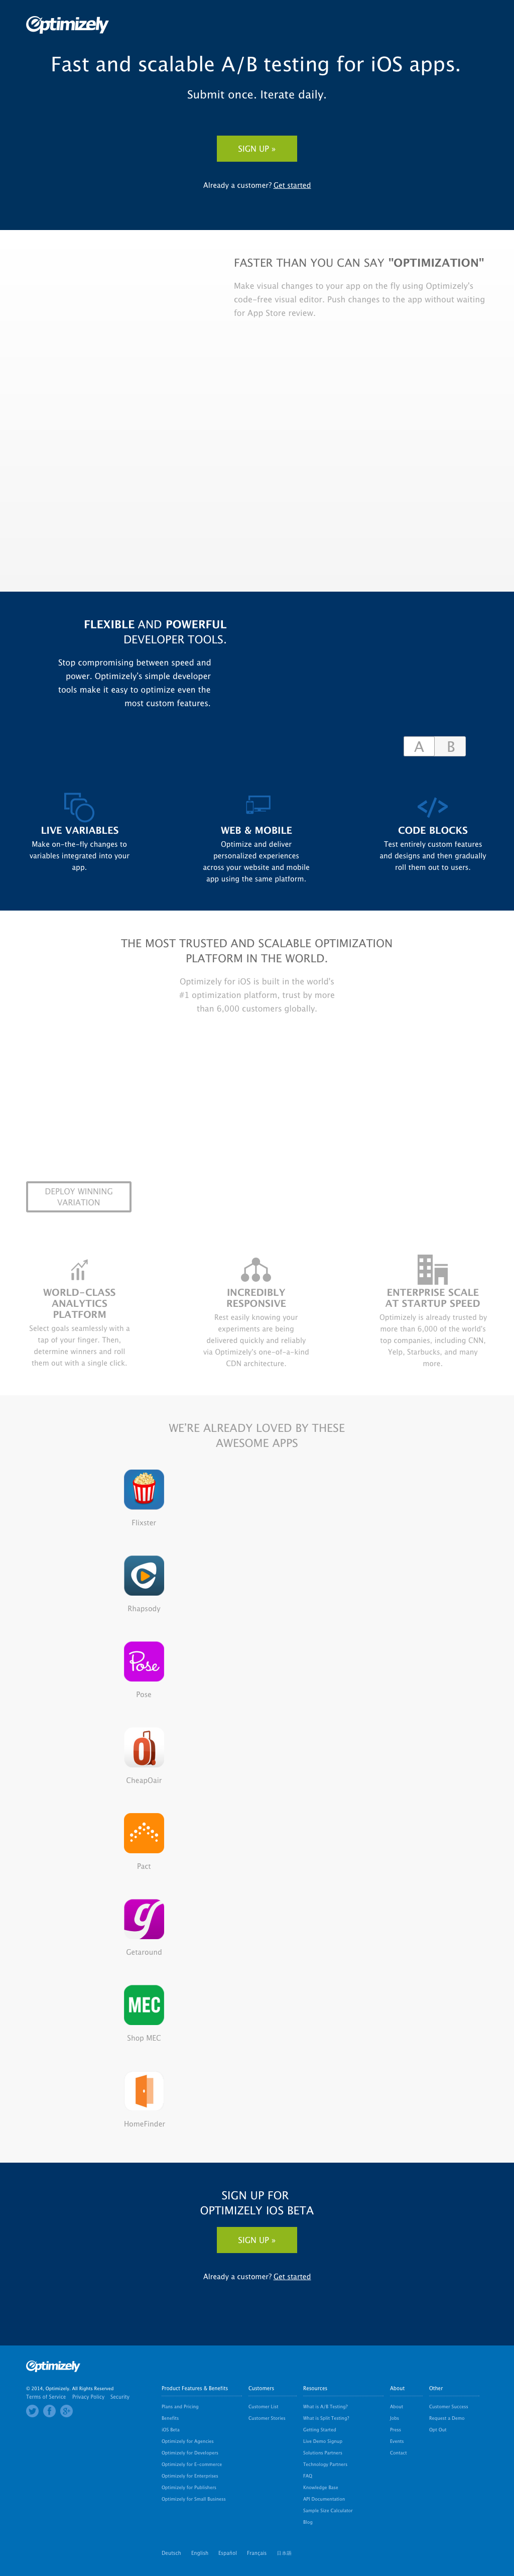 Optimizely
Fast and scalable A/B testing for iOS apps.
Submit once. Iterate daily.
SIGN UP »
Already a customer? Get started
FASTER THAN YOU CAN SAY "OPTIMIZATION"
Make visual changes to your app on the fly using Optimizely's
code-free visual editor. Push changes to the app without waiting
for App Store review.
FLEXIBLE AND POWERFUL
DEVELOPER TOOLS.
Stop compromising between speed and
power. Optimizely's simple developer
tools make it easy to optimize even the
most custom features.
A B
LIVE VARIABLES
Make on-the-fly changes to
variables integrated into your
app.
WEB & MOBILE
Optimize and deliver
personalized experiences
across your website and mobile
app using the same platform.
CODE BLOCKS
Test entirely custom features
and designs and then gradually
roll them out to users.
THE MOST TRUSTED AND SCALABLE OPTIMIZATION
PLATFORM IN THE WORLD.
Optimizely for iOS is built in the world's
#1 optimization platform, trust by more
than 6,000 customers globally.
DEPLOY WINNING
VARIATION
WORLD-CLASS
ANALYTICS
PLATFORM
Select goals seamlessly with a
tap of your finger. Then,
determine winners and roll
them out with a single click.
INCREDIBLY
RESPONSIVE
Rest easily knowing your
experiments are being
delivered quickly and reliably
via Optimizely's one-of-a-kind
CDN architecture.
ENTERPRISE SCALE
AT STARTUP SPEED
Optimizely is already trusted by
more than 6,000 of the world's
top companies, including CNN,
Yelp, Starbucks, and many
more.
WE'RE ALREADY LOVED BY THESE
AWESOME APPS
Flixster
Rhapsody
Pose
Pose
CheapOair
Pact
Getaround
MEC
Shop MEC
HomeFinder
SIGN UP FOR
OPTIMIZELY IOS BETA
SIGN UP »
Already a customer? Get started
Optimizely
© 2014, Optimizely. All Rights Reserved
Terms of Service Privacy Policy Security
Product Features & Benefits
Plans and Pricing
Benefits
iOS Beta
Optimizely for Agencies
Optimizely for Developers
Optimizely for E-commerce
Optimizely for Enterprises
Optimizely for Publishers
Optimizely for Small Business
Customers
Customer List
Customer Stories
Resources
What is A/B Testing?
What is Split Testing?
Getting Started
Live Demo Signup
Solutions Partners
Technology Partners
FAQ
Knowledge Base
API Documentation
Sample Size Calculator
Blog
About
About
Jobs
Press
Events
Contact
Other
Customer Success
Request a Demo
Opt Out
Deutsch English Español Français 日本語